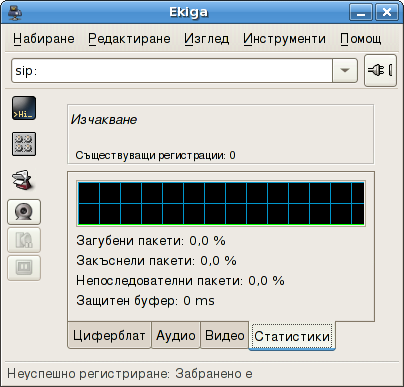 Ekiga
Набиране Редактиране Изглед Инструменти Помощ
sip:
>Hi_
Изчакване
Съществуващи регистрации: 0
Загубени пакети: 0,0 %
Закъснели пакети: 0,0 %
Непоследователни пакети: 0,0 %
Защитен буфер: 0 ms
Циферблат Аудио Видео Статистики
Неуспешно регистриране: Забранено е